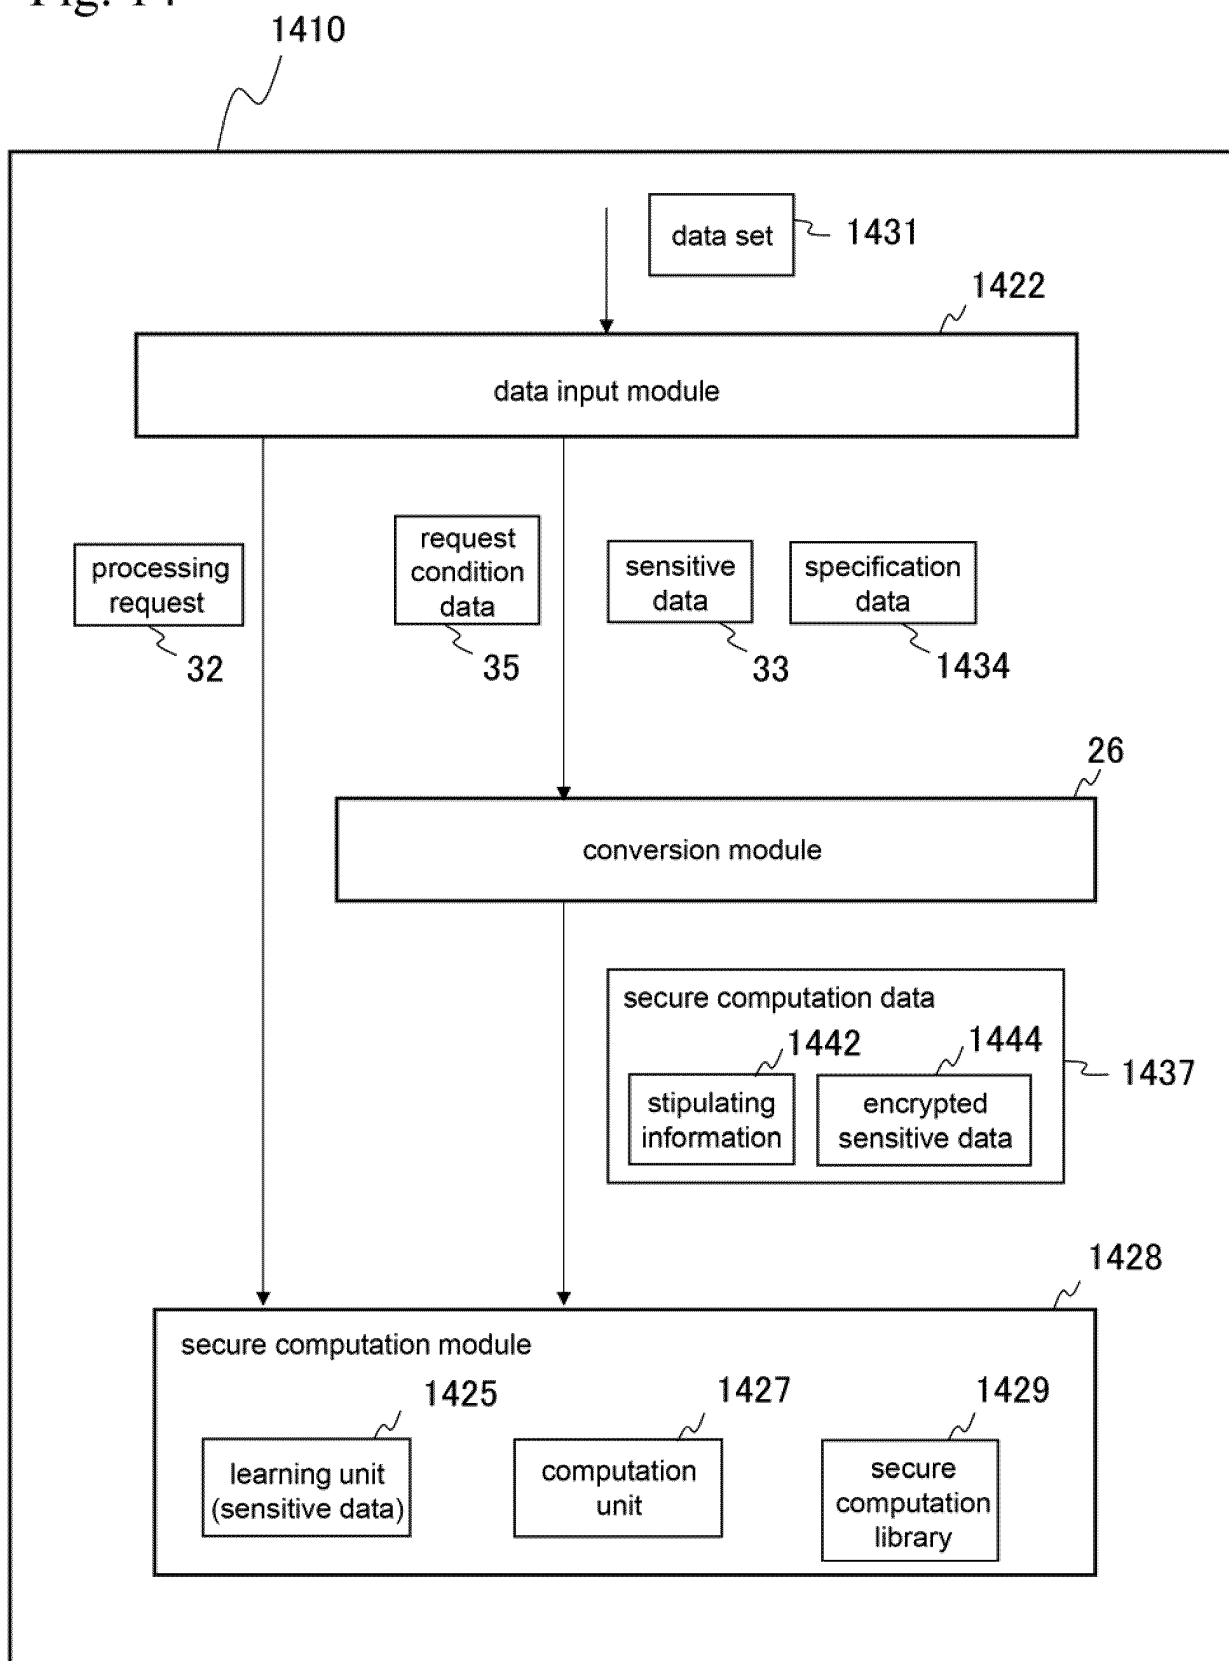 Fig. 14
1410
data set
1431
1422
data input module
processing
request
32
request
condition
data
35
sensitive
data
33
specification
data
1434
26
conversion module
secure computation data
1442
1444
1437
stipulating
information
encrypted
sensitive data
1428
secure computation module
1425
1427
1429
learning unit
(sensitive data)
computation
unit
secure
computation
library